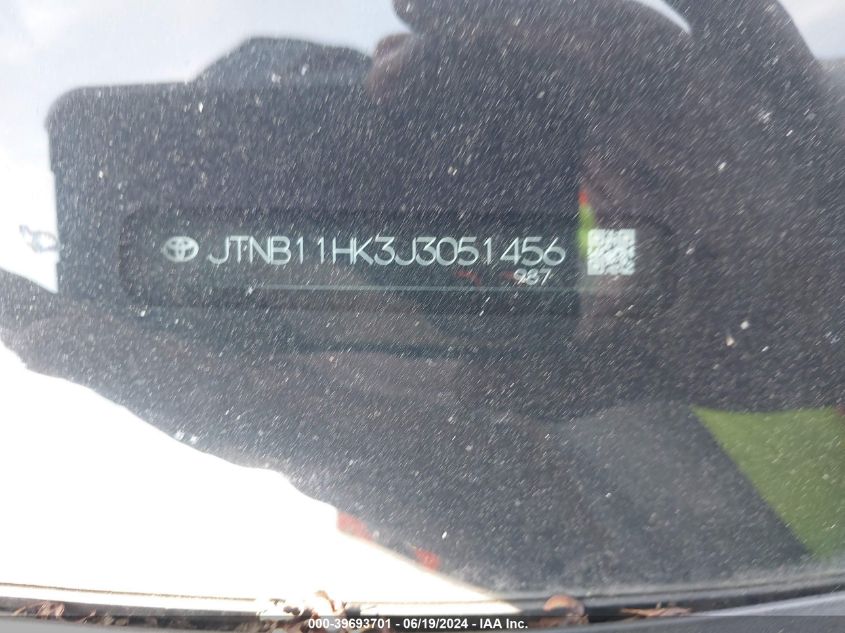 JTNB11HK3J3051456
987
000-39693701 / 06/19/2024 - IAA Inc.